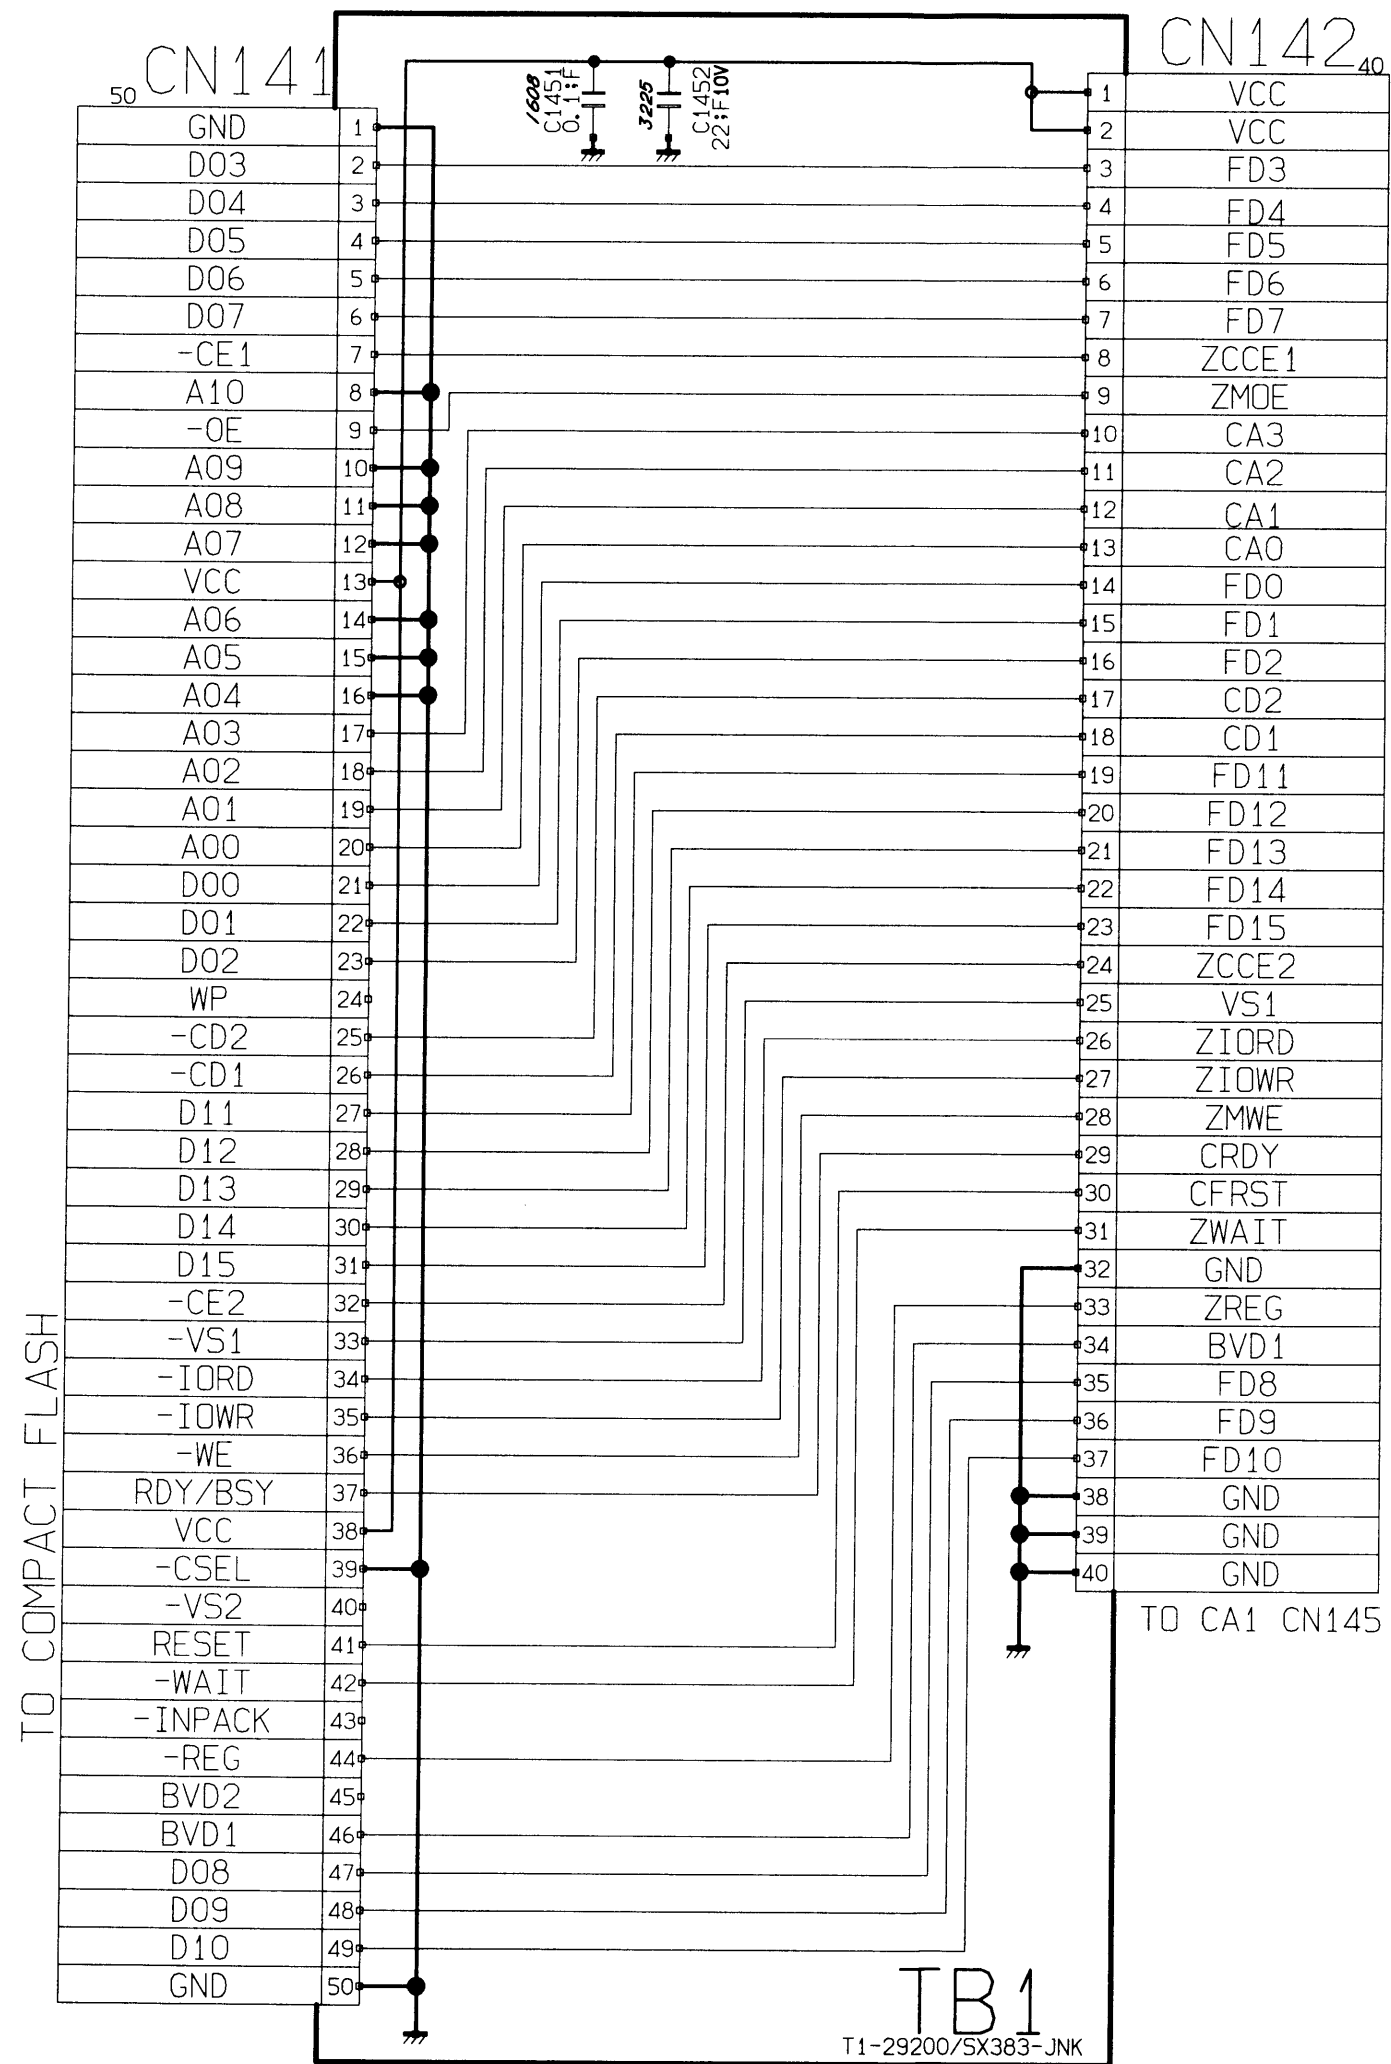 CN141
50
GND 1
D03 2
D04 3
D05 4
D06 5
D07 6
-CE1 7
A10 8
-OE 9
A09 10
A08 11
A07 12
VCC 13
A06 14
A05 15
A04 16
A03 17
A02 18
A01 19
A00 20
D00 21
D01 22
D02 23
WP 24
-CD2 25
-CD1 26
D11 27
D12 28
D13 29
D14 30
D15 31
-CE2 32
-VS1 33
-IORD 34
-IOWR 35
-WE 36
RDY/BSY 37
VCC 38
-CSEL 39
-VS2 40
RESET 41
-WAIT 42
-INPACK 43
-REG 44
BVD2 45
BVD1 46
D08 47
D09 48
D10 49
GND 50
TO COMPACT FLASH
1608
C1451
0.1;F
3225
C1452
22;F10V
CN142
40
1 VCC
2 VCC
3 FD3
4 FD4
5 FD5
6 FD6
7 FD7
8 ZCCE1
9 ZMOE
10 CA3
11 CA2
12 CA1
13 CA0
14 FD0
15 FD1
16 FD2
17 CD2
18 CD1
19 FD11
20 FD12
21 FD13
22 FD14
23 FD15
24 ZCCE2
25 VS1
26 ZIORD
27 ZIOWR
28 ZMWE
29 CRDY
30 CFRST
31 ZWAIT
32 GND
33 ZREG
34 BVD1
35 FD8
36 FD9
37 FD10
38 GND
39 GND
40 GND
TO CA1 CN145
TB1
T1-29200/SX383-JNK